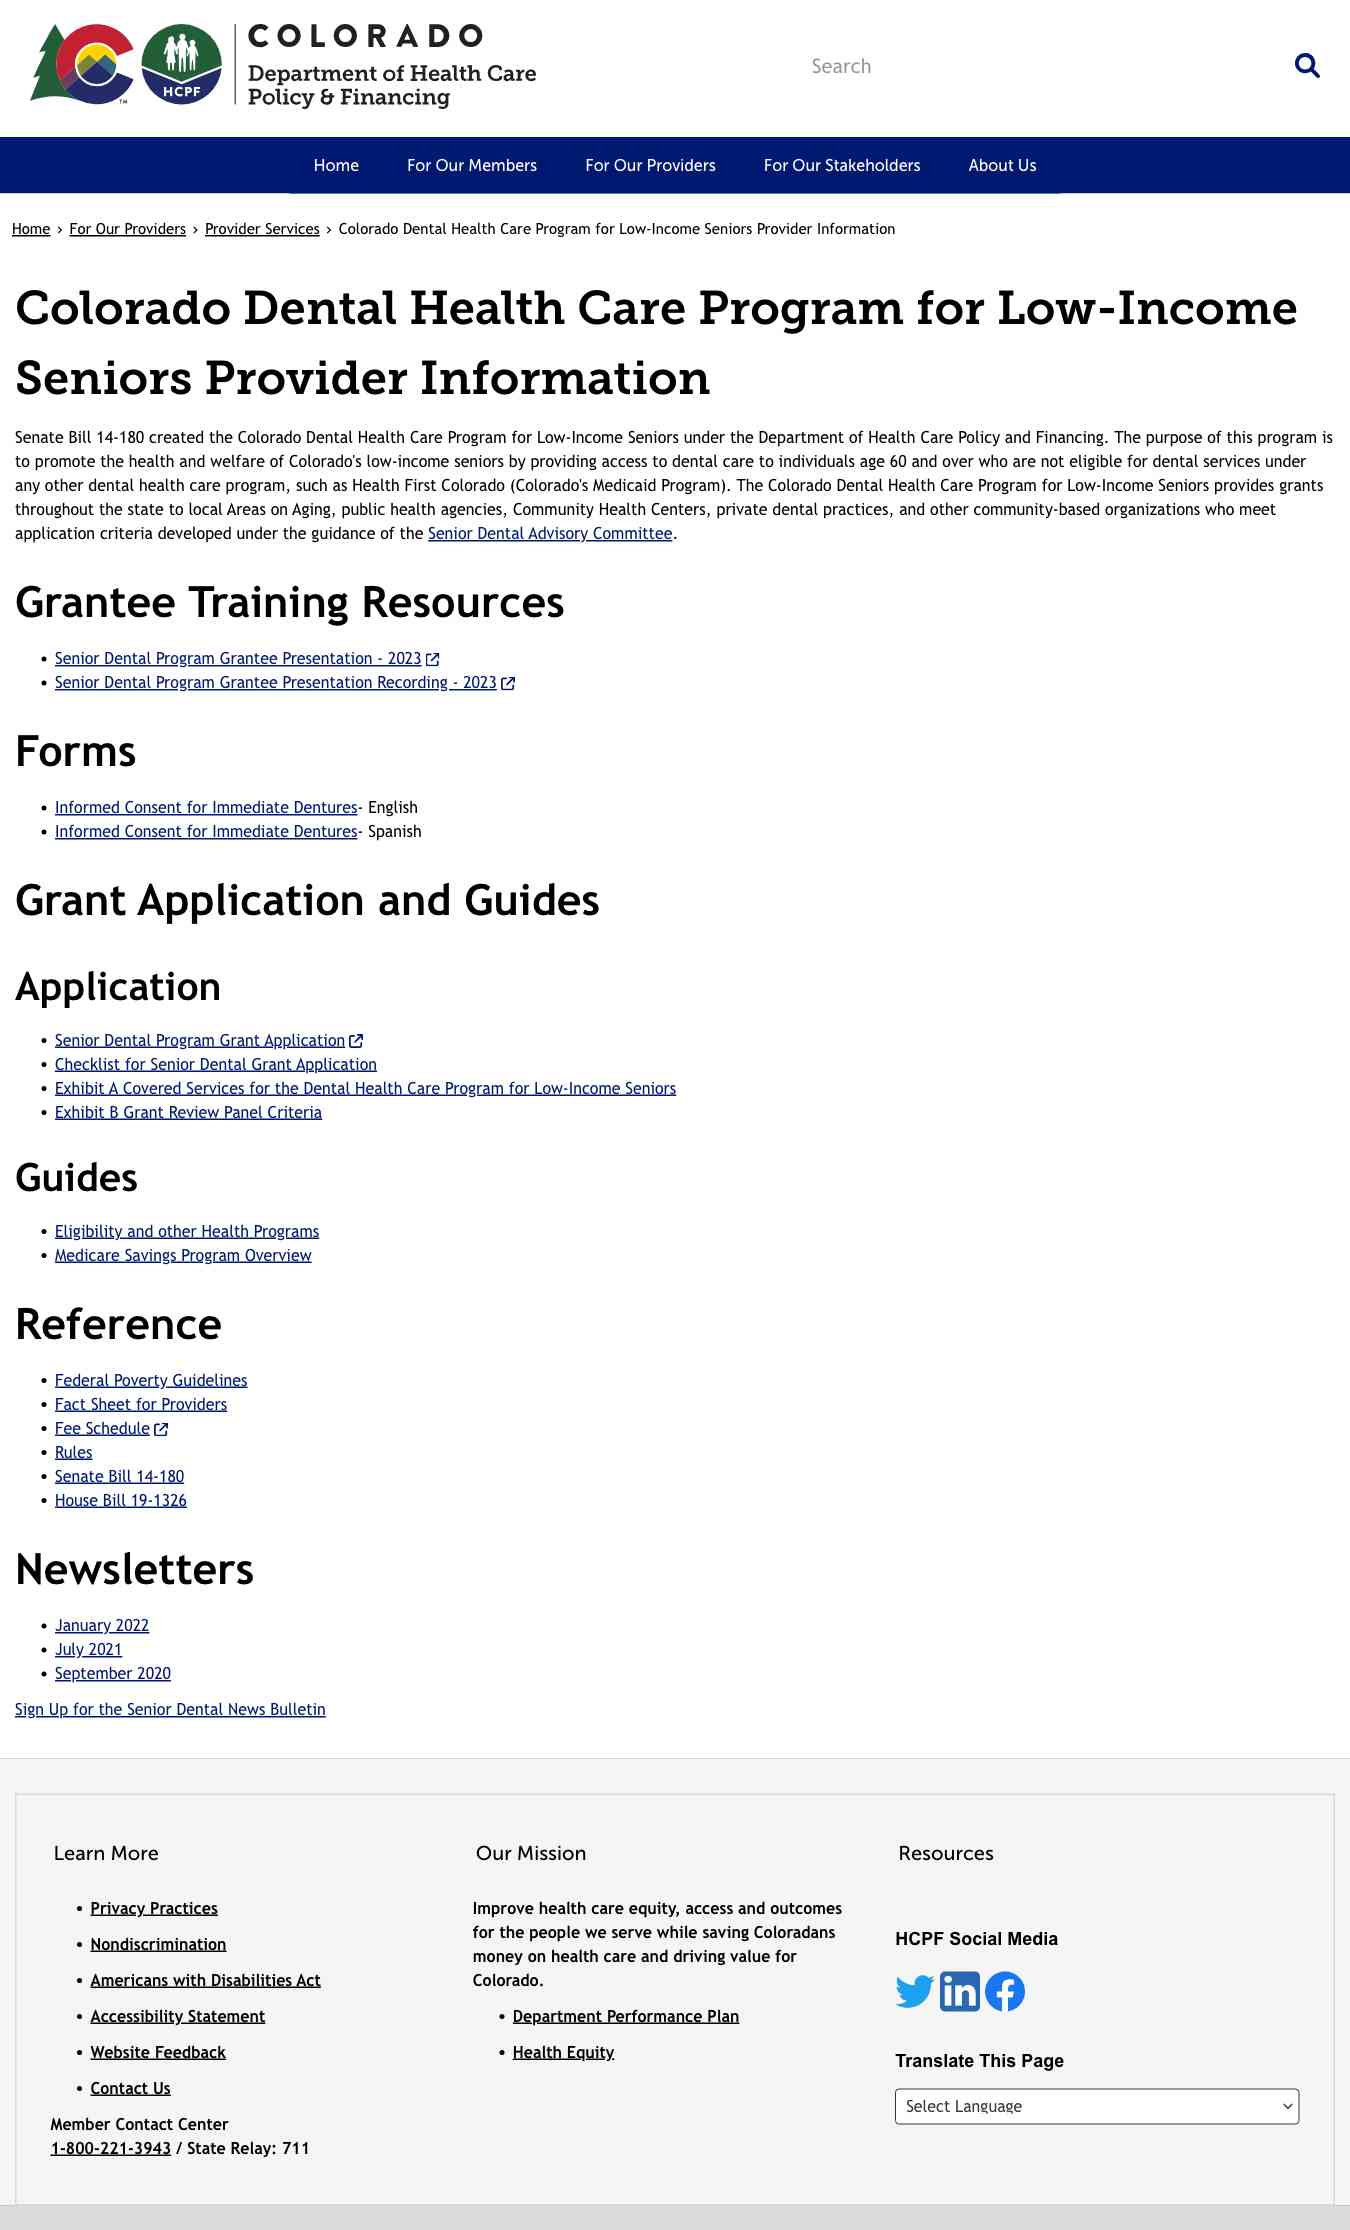 COLORADO
Department of Health Care
Policy & Financing
HCPF
TM
Search
Home For Our Members For Our Providers For Our Stakeholders About Us
Home › For Our Providers › Provider Services › Colorado Dental Health Care Program for Low-Income Seniors Provider Information
Colorado Dental Health Care Program for Low-Income
Seniors Provider Information
Senate Bill 14-180 created the Colorado Dental Health Care Program for Low-Income Seniors under the Department of Health Care Policy and Financing. The purpose of this program is
to promote the health and welfare of Colorado's low-income seniors by providing access to dental care to individuals age 60 and over who are not eligible for dental services under
any other dental health care program, such as Health First Colorado (Colorado's Medicaid Program). The Colorado Dental Health Care Program for Low-Income Seniors provides grants
throughout the state to local Areas on Aging, public health agencies, Community Health Centers, private dental practices, and other community-based organizations who meet
application criteria developed under the guidance of the Senior Dental Advisory Committee.
Grantee Training Resources
• Senior Dental Program Grantee Presentation - 2023
• Senior Dental Program Grantee Presentation Recording - 2023
Forms
• Informed Consent for Immediate Dentures- English
• Informed Consent for Immediate Dentures- Spanish
Grant Application and Guides
Application
• Senior Dental Program Grant Application
• Checklist for Senior Dental Grant Application
• Exhibit A Covered Services for the Dental Health Care Program for Low-Income Seniors
• Exhibit B Grant Review Panel Criteria
Guides
• Eligibility and other Health Programs
• Medicare Savings Program Overview
Reference
• Federal Poverty Guidelines
• Fact Sheet for Providers
• Fee Schedule
• Rules
• Senate Bill 14-180
• House Bill 19-1326
Newsletters
• January 2022
• July 2021
• September 2020
Sign Up for the Senior Dental News Bulletin
Learn More
• Privacy Practices
• Nondiscrimination
• Americans with Disabilities Act
• Accessibility Statement
• Website Feedback
• Contact Us
Member Contact Center
1-800-221-3943 / State Relay: 711
Our Mission
Improve health care equity, access and outcomes
for the people we serve while saving Coloradans
money on health care and driving value for
Colorado.
• Department Performance Plan
• Health Equity
Resources
HCPF Social Media
in
Translate This Page
Select Language